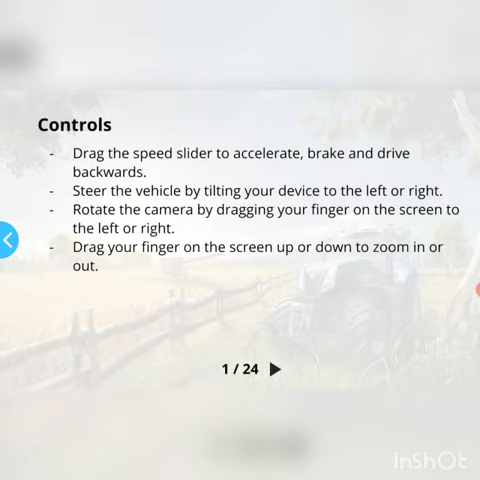 Controls
- Drag the speed slider to accelerate, brake and drive
backwards.
- Steer the vehicle by tilting your device to the left or right.
- Rotate the camera by dragging your finger on the screen to
the left or right.
- Drag your finger on the screen up or down to zoom in or
out.
1 / 24
InShOt